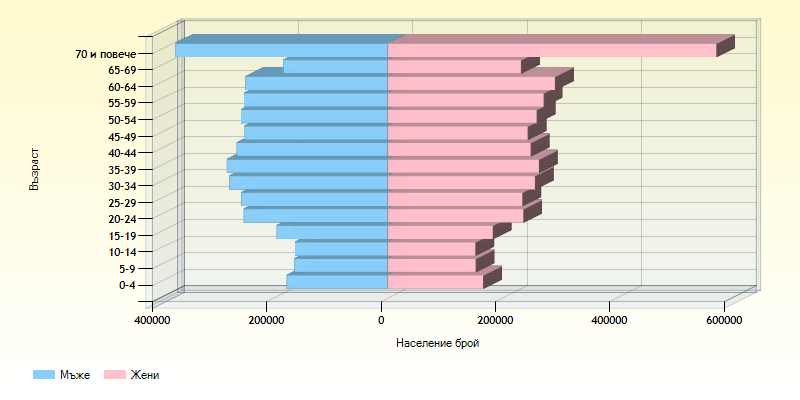 70 и повече
65-69
60-64
55-59
50-54
45-49
40-44
35-39
30-34
25-29
20-24
15-19
10-14
5-9
0-4
Възраст
400000 200000 0 200000 400000 600000
Население брой
Мъже Жени